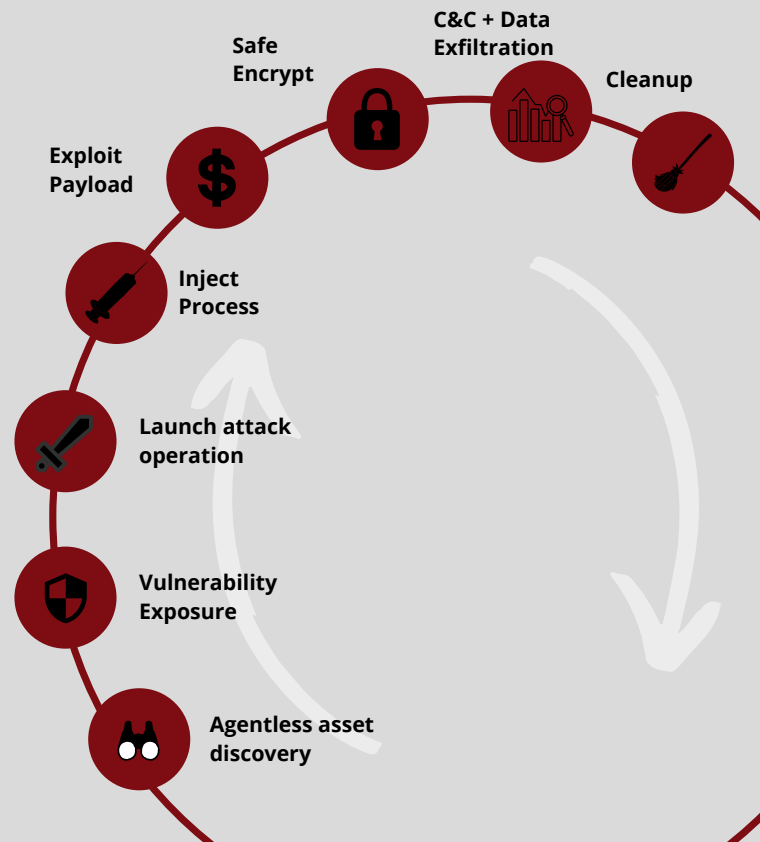 C&C + Data
Exfiltration
Safe
Encrypt
Cleanup
Exploit
Payload
Inject
Process
Launch attack
operation
Vulnerability
Exposure
Agentless asset
discovery